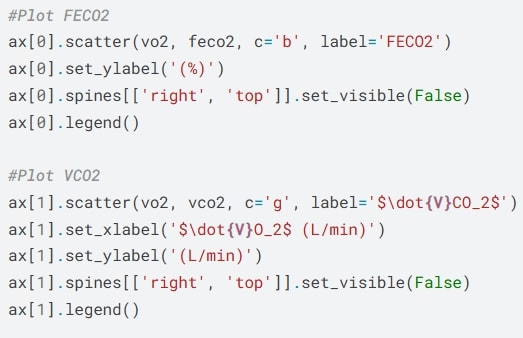 #Plot FECO2
ax[0].scatter(vo2, feco2, c='b', label='FECO2')
ax[0].set_ylabel('(%)')
ax[0].spines[['right', 'top']].set_visible(False)
ax[0].legend()

#Plot VCO2
ax[1].scatter(vo2, vco2, c='g', label='$\dot{V}CO_2$')
ax[1].set_xlabel('$\dot{V}O_2$ (L/min)')
ax[1].set_ylabel('(L/min)')
ax[1].spines[['right', 'top']].set_visible(False)
ax[1].legend()